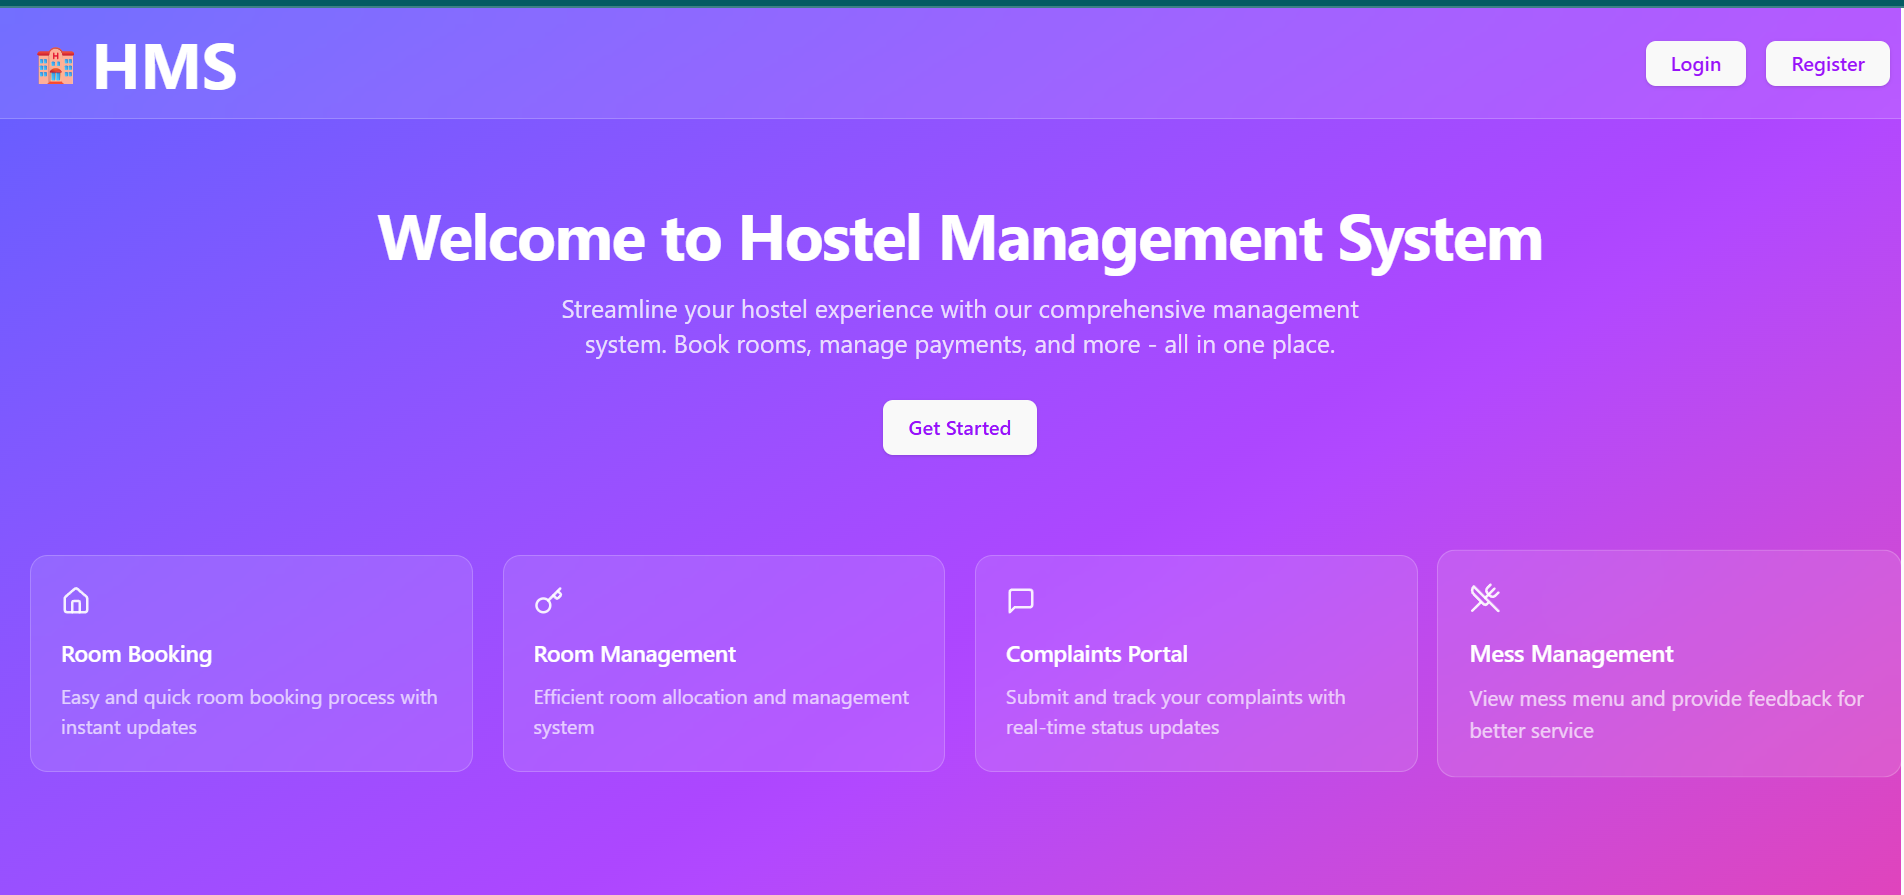 HMS
Login
Register
Welcome to Hostel Management System
Streamline your hostel experience with our comprehensive management
system. Book rooms, manage payments, and more - all in one place.
Get Started
Room Booking
Easy and quick room booking process with
instant updates
Room Management
Efficient room allocation and management
system
Complaints Portal
Submit and track your complaints with
real-time status updates
Mess Management
View mess menu and provide feedback for
better service